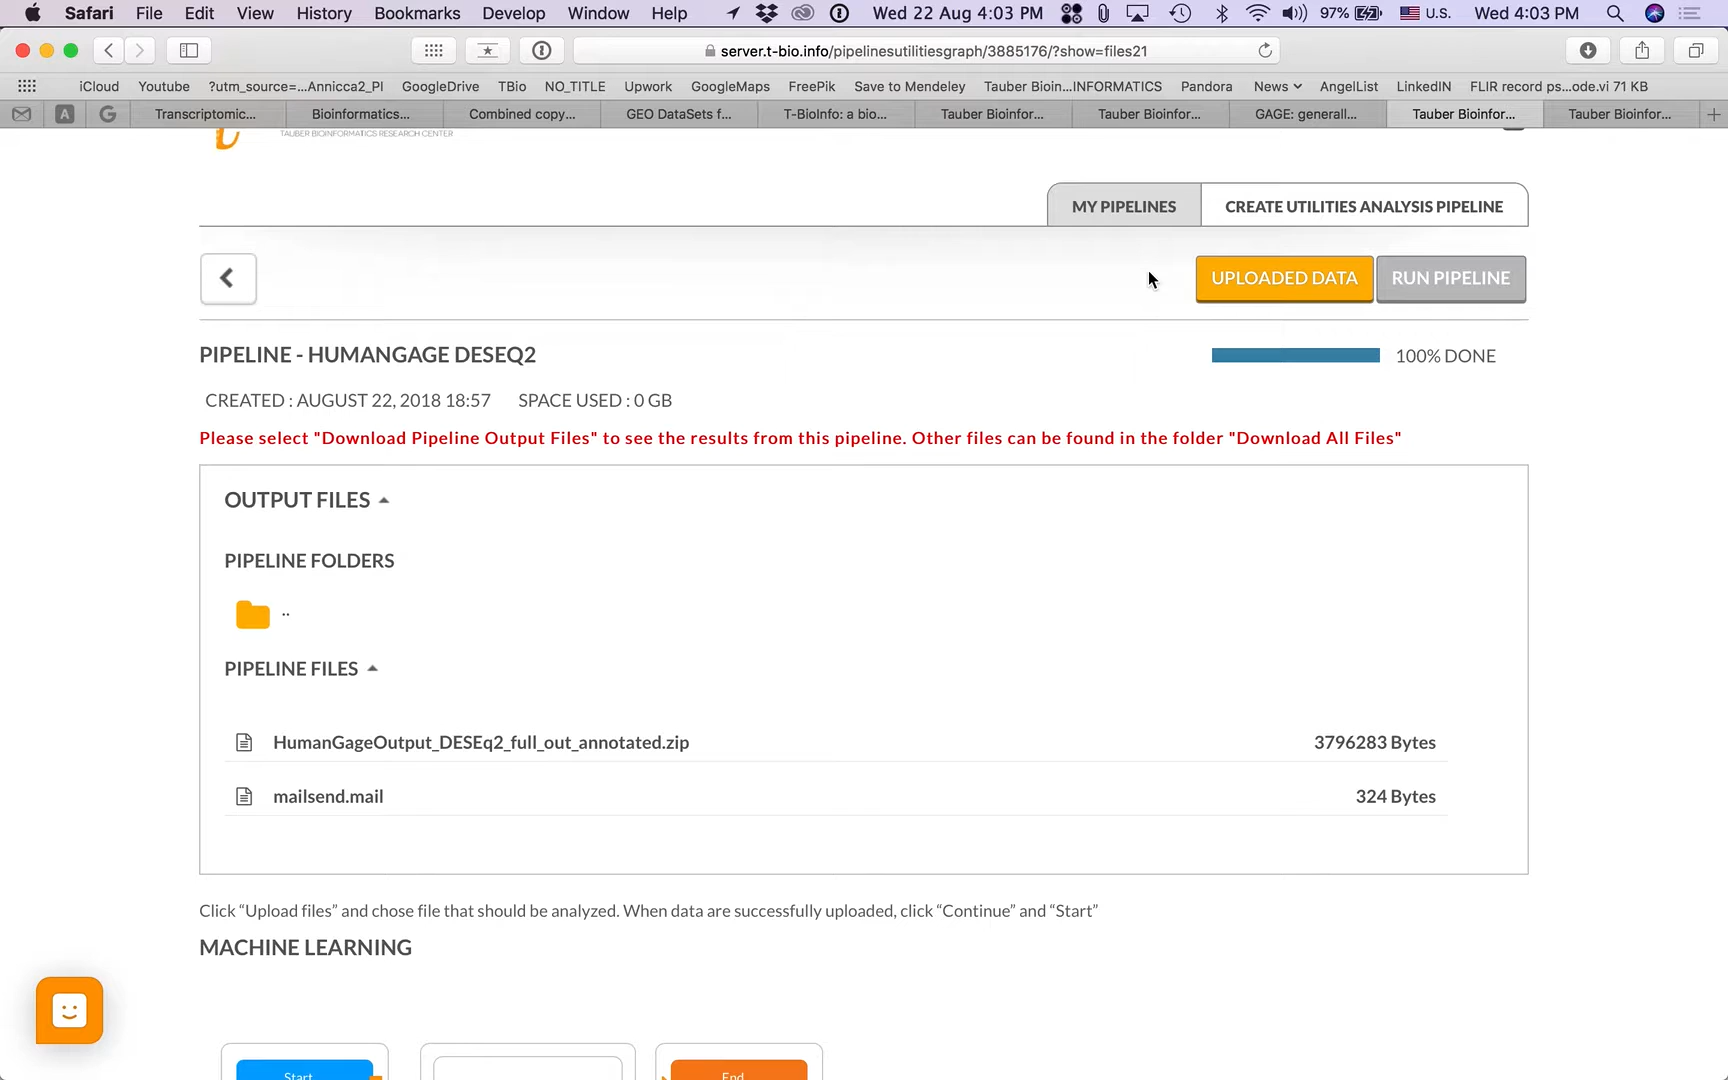 Safari File Edit View History Bookmarks Develop Window Help Wed 22 Aug 4:03 PM 97% U.S. Wed 4:03 PM
server.t-bio.info/pipelinesutilitiesgraph/3885176/?show=files21
iCloud Youtube ?utm_source=...Annicca2_PI GoogleDrive TBio NO_TITLE Upwork GoogleMaps FreePik Save to Mendeley Tauber Bioin...INFORMATICS Pandora News AngelList LinkedIN FLIR record ps...ode.vi 71 KB
A G Transcriptomic... Bioinformatics... Combined copy... GEO DataSets f... T-BioInfo: a bio... Tauber Bioinfor... Tauber Bioinfor... GAGE: generall... Tauber Bioinfor... Tauber Bioinfor...
TAUBER BIOINFORMATICS RESEARCH CENTER
MY PIPELINES CREATE UTILITIES ANALYSIS PIPELINE
UPLOADED DATA RUN PIPELINE
PIPELINE - HUMANGAGE DESEQ2 100% DONE
CREATED : AUGUST 22, 2018 18:57 SPACE USED : 0 GB
Please select "Download Pipeline Output Files" to see the results from this pipeline. Other files can be found in the folder "Download All Files"
OUTPUT FILES
PIPELINE FOLDERS
..
PIPELINE FILES
HumanGageOutput_DESEq2_full_out_annotated.zip 3796283 Bytes
mailsend.mail 324 Bytes
Click “Upload files” and chose file that should be analyzed. When data are successfully uploaded, click “Continue” and “Start”
MACHINE LEARNING
Start End